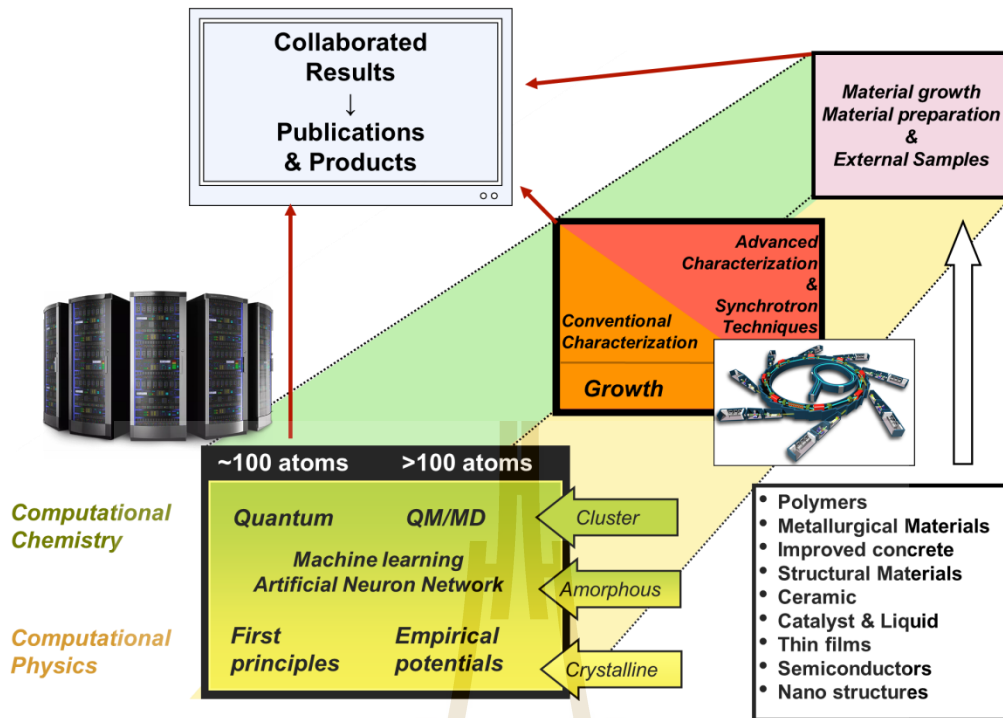 Collaborated
Results
↓
Publications
& Products
Material growth
Material preparation
&
External Samples
Advanced
Characterization
&
Synchrotron
Techniques
Conventional
Characterization
Growth
~100 atoms
>100 atoms
Computational
Chemistry
Quantum
QM/MD
Cluster
Machine learning
Artificial Neuron Network
Amorphous
Computational
Physics
First
principles
Empirical
potentials
Crystalline
• Polymers
• Metallurgical Materials
• Improved concrete
• Structural Materials
• Ceramic
• Catalyst & Liquid
• Thin films
• Semiconductors
• Nano structures